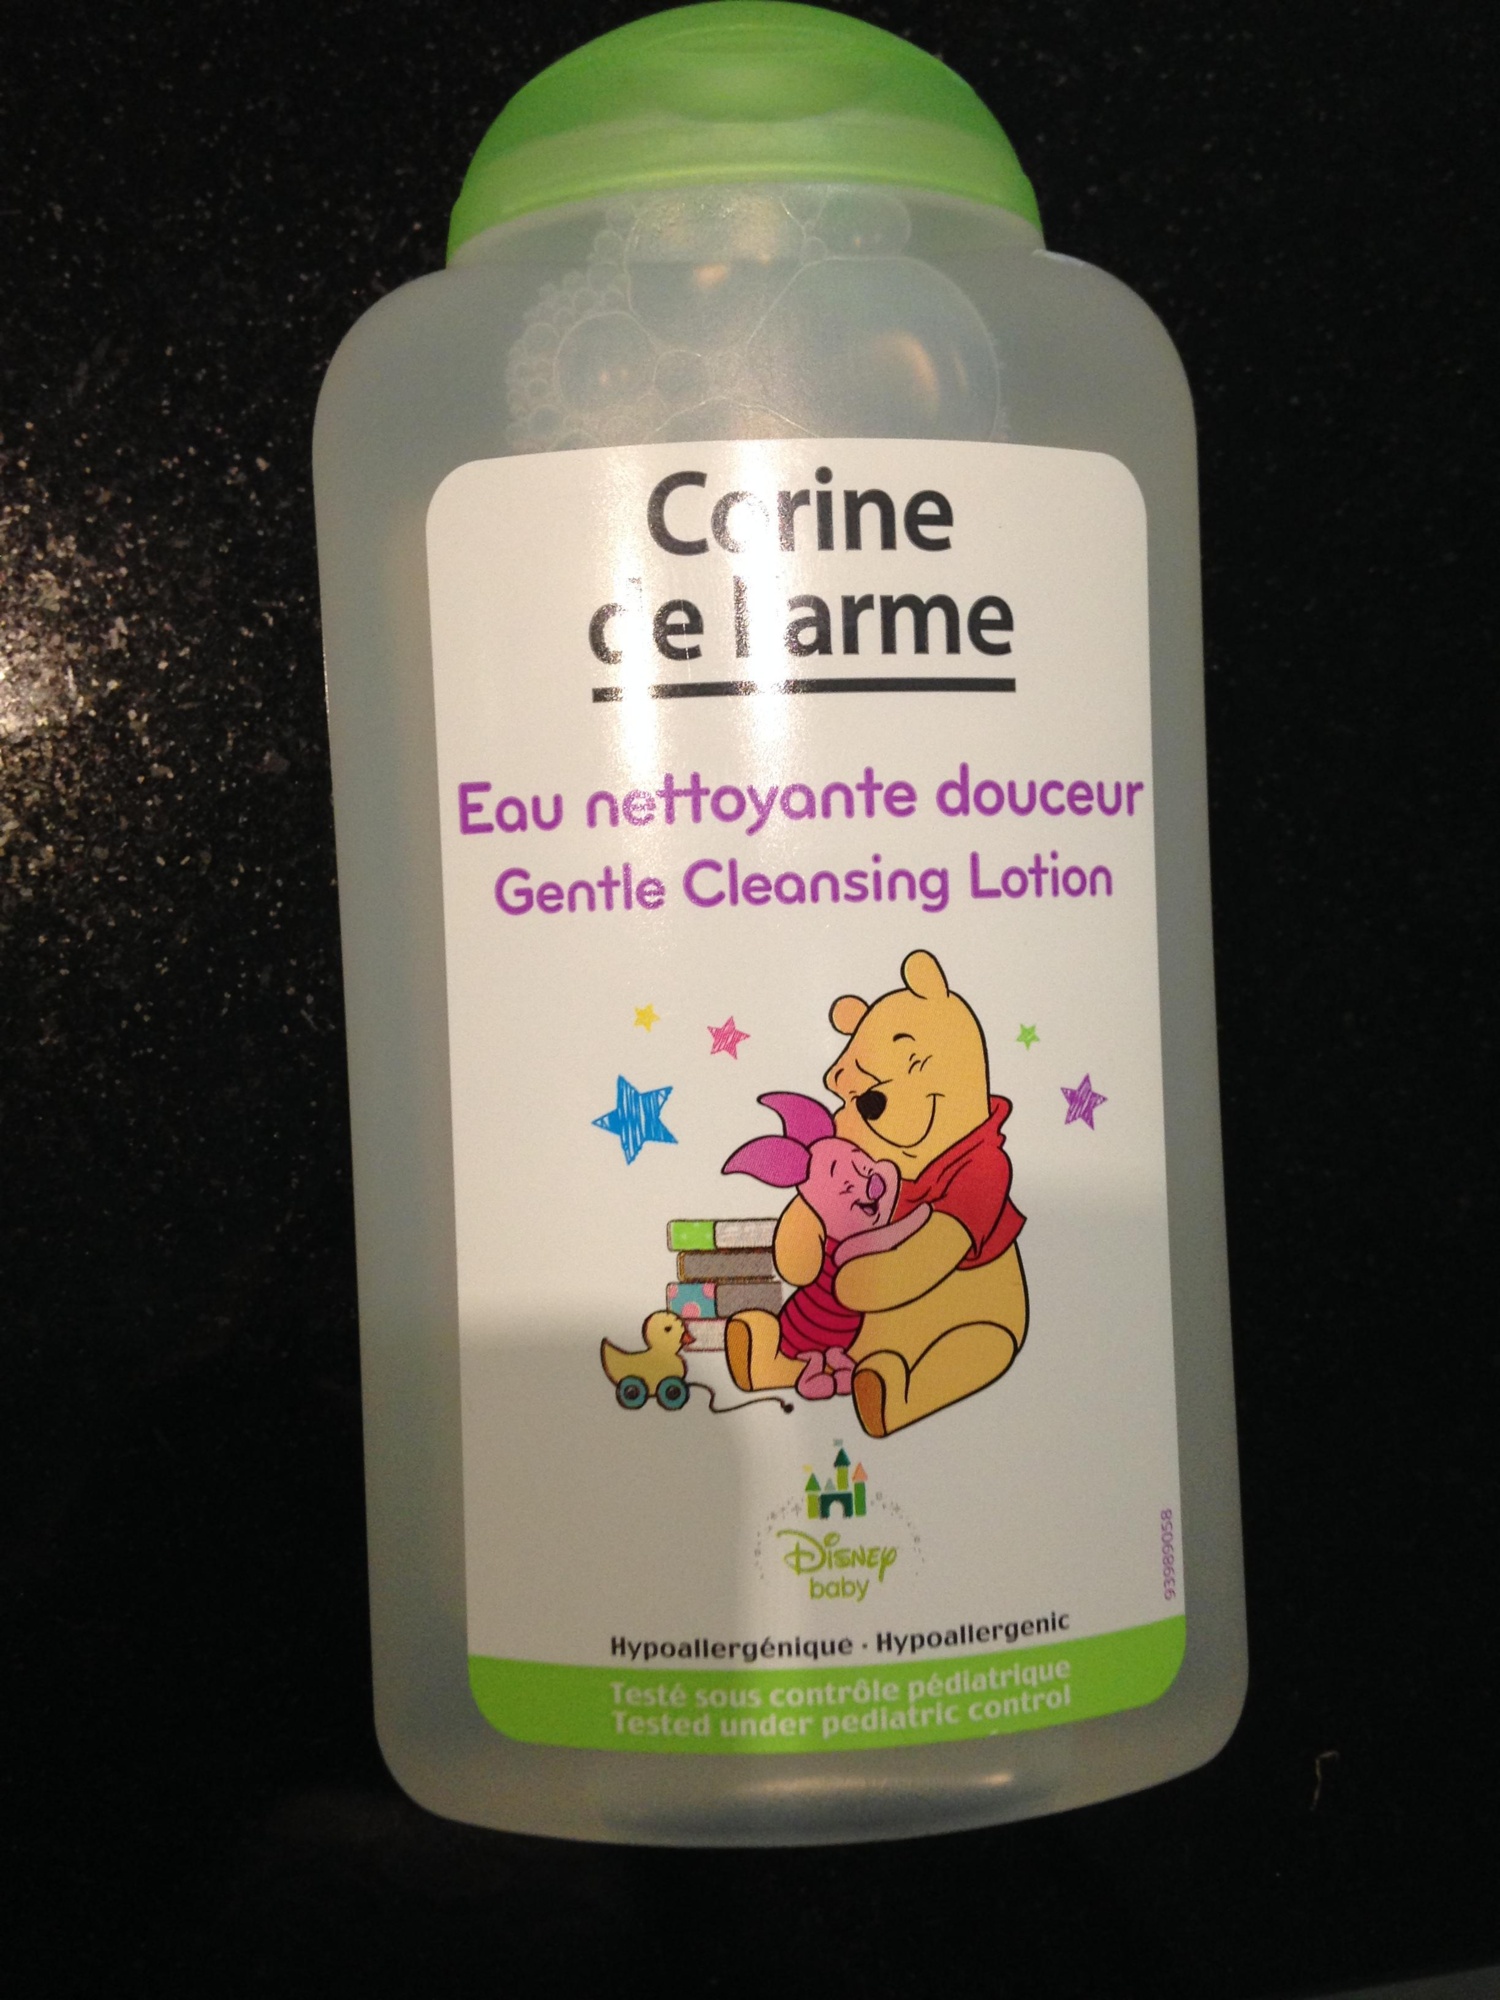 Corine
de Farme
Eau nettoyante douceur
Gentle Cleansing Lotion
Disney
baby
93989058
Hypoallergénique · Hypoallergenic
Testé sous contrôle pédiatrique
Tested under pediatric control